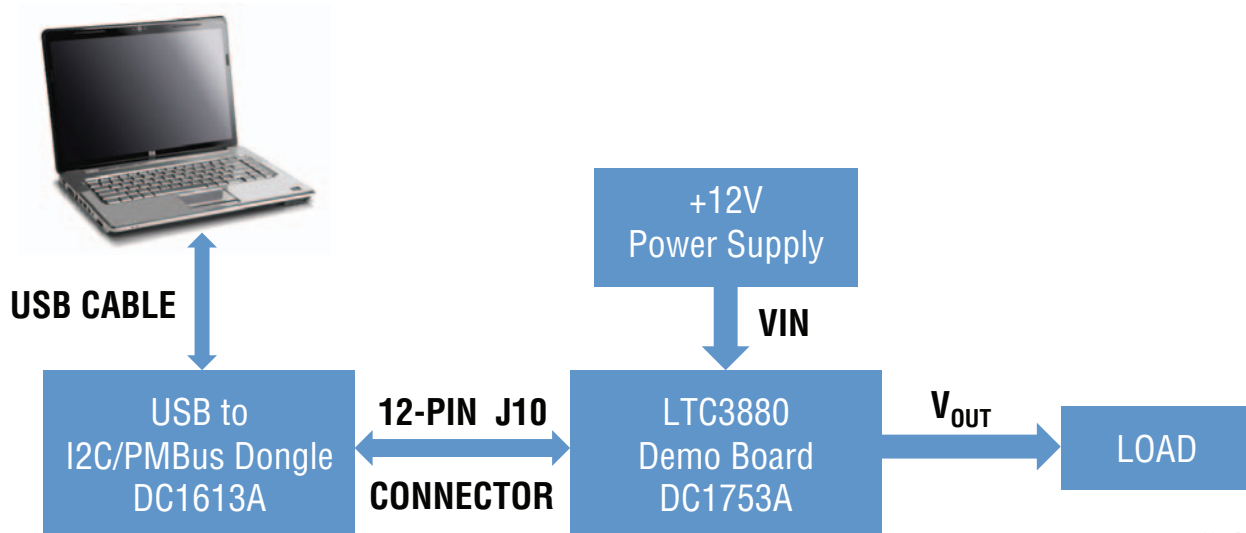 +12V
Power Supply
USB CABLE
VIN
USB to
I2C/PMBus Dongle
DC1613A
12-PIN J10
CONNECTOR
LTC3880
Demo Board
DC1753A
VOUT
LOAD